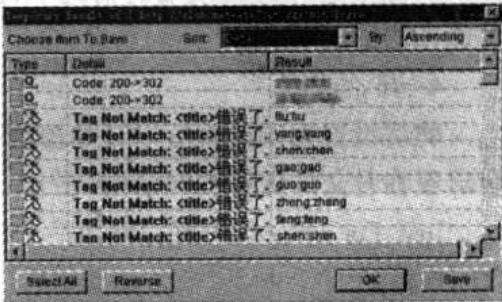 Choose Item To Save Sort: By: Ascending
Type Detail Result
Code: 200->302
Code: 200->302
Tag Not Match: <title>错误了. liu:liu
Tag Not Match: <title>错误了. yang:yang
Tag Not Match: <title>错误了. chen:chen
Tag Not Match: <title>错误了. gao:gao
Tag Not Match: <title>错误了. guo:guo
Tag Not Match: <title>错误了. zheng:zheng
Tag Not Match: <title>错误了. feng:feng
Tag Not Match: <title>错误了. shen:shen
Select All Reverse OK Save